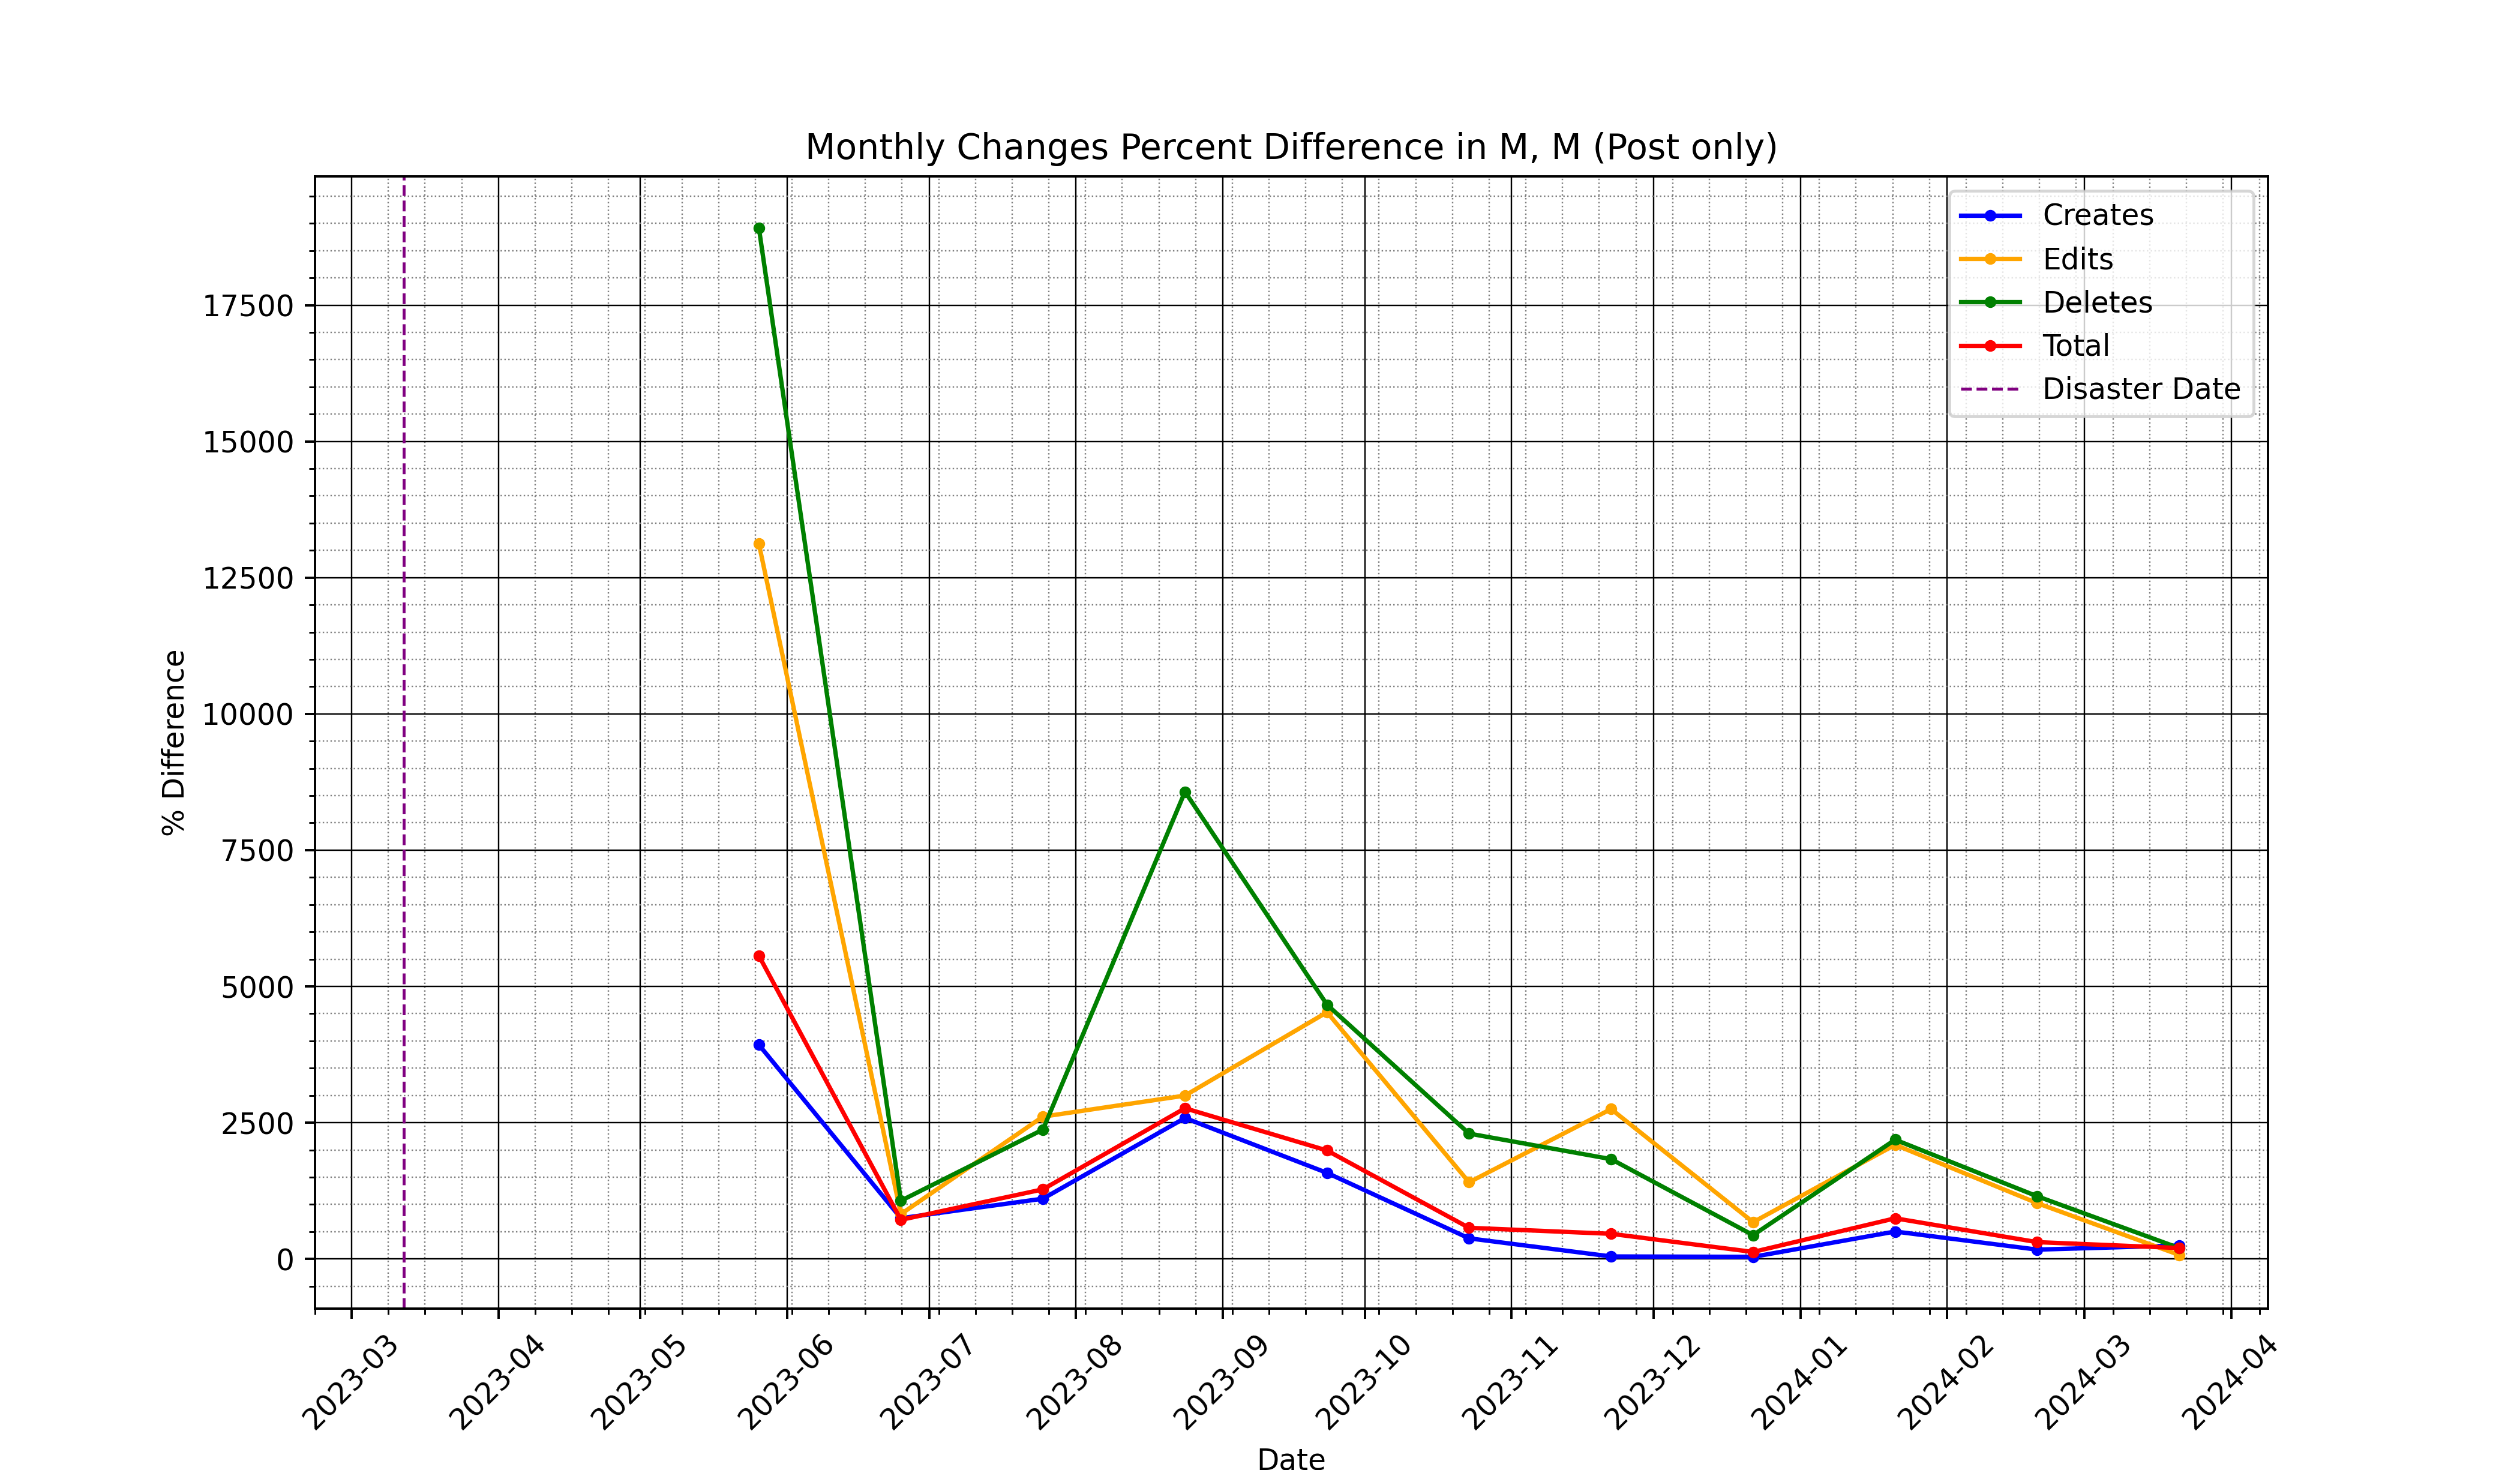 Monthly Changes Percent Difference in M, M (Post only)
Creates
Edits
Deletes
Total
Disaster Date
% Difference
17500
15000
12500
10000
7500
5000
2500
0
2023-03
2023-04
2023-05
2023-06
2023-07
2023-08
2023-09
2023-10
2023-11
2023-12
2024-01
2024-02
2024-03
2024-04
Date